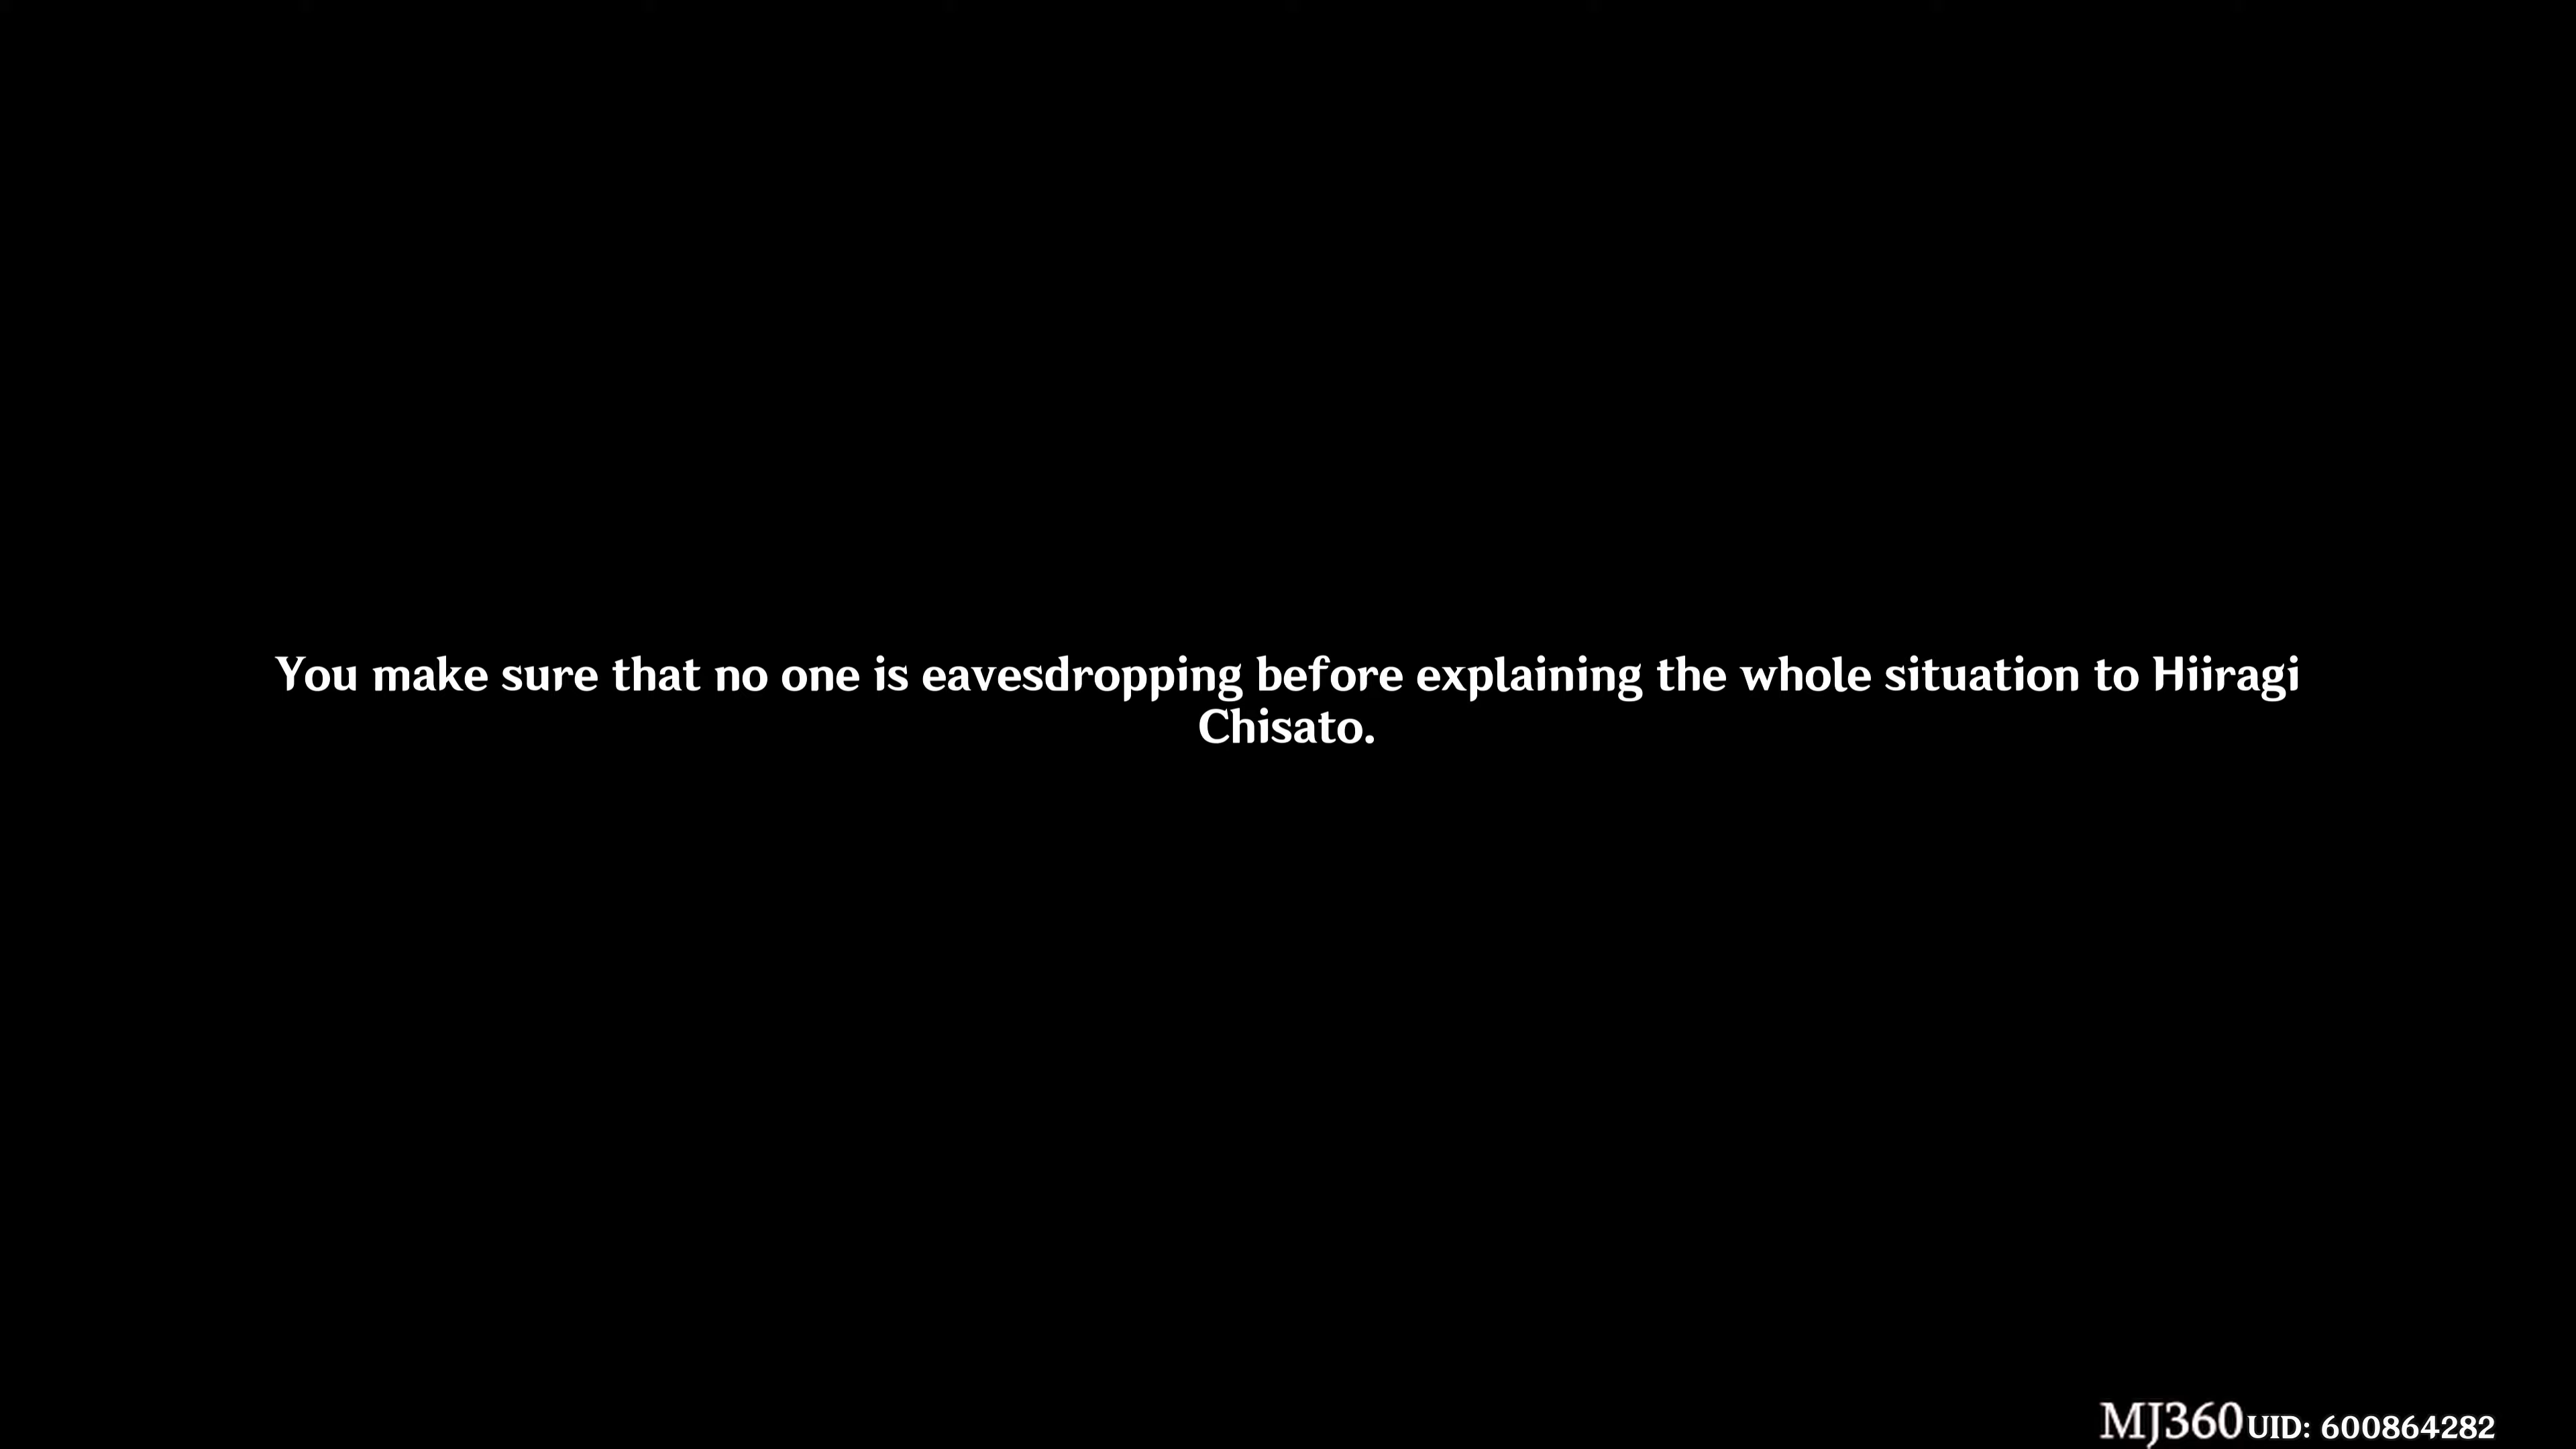 You make sure that no one is eavesdropping before explaining the whole situation to Hiiragi
Chisato.
MJ360 UID: 600864282